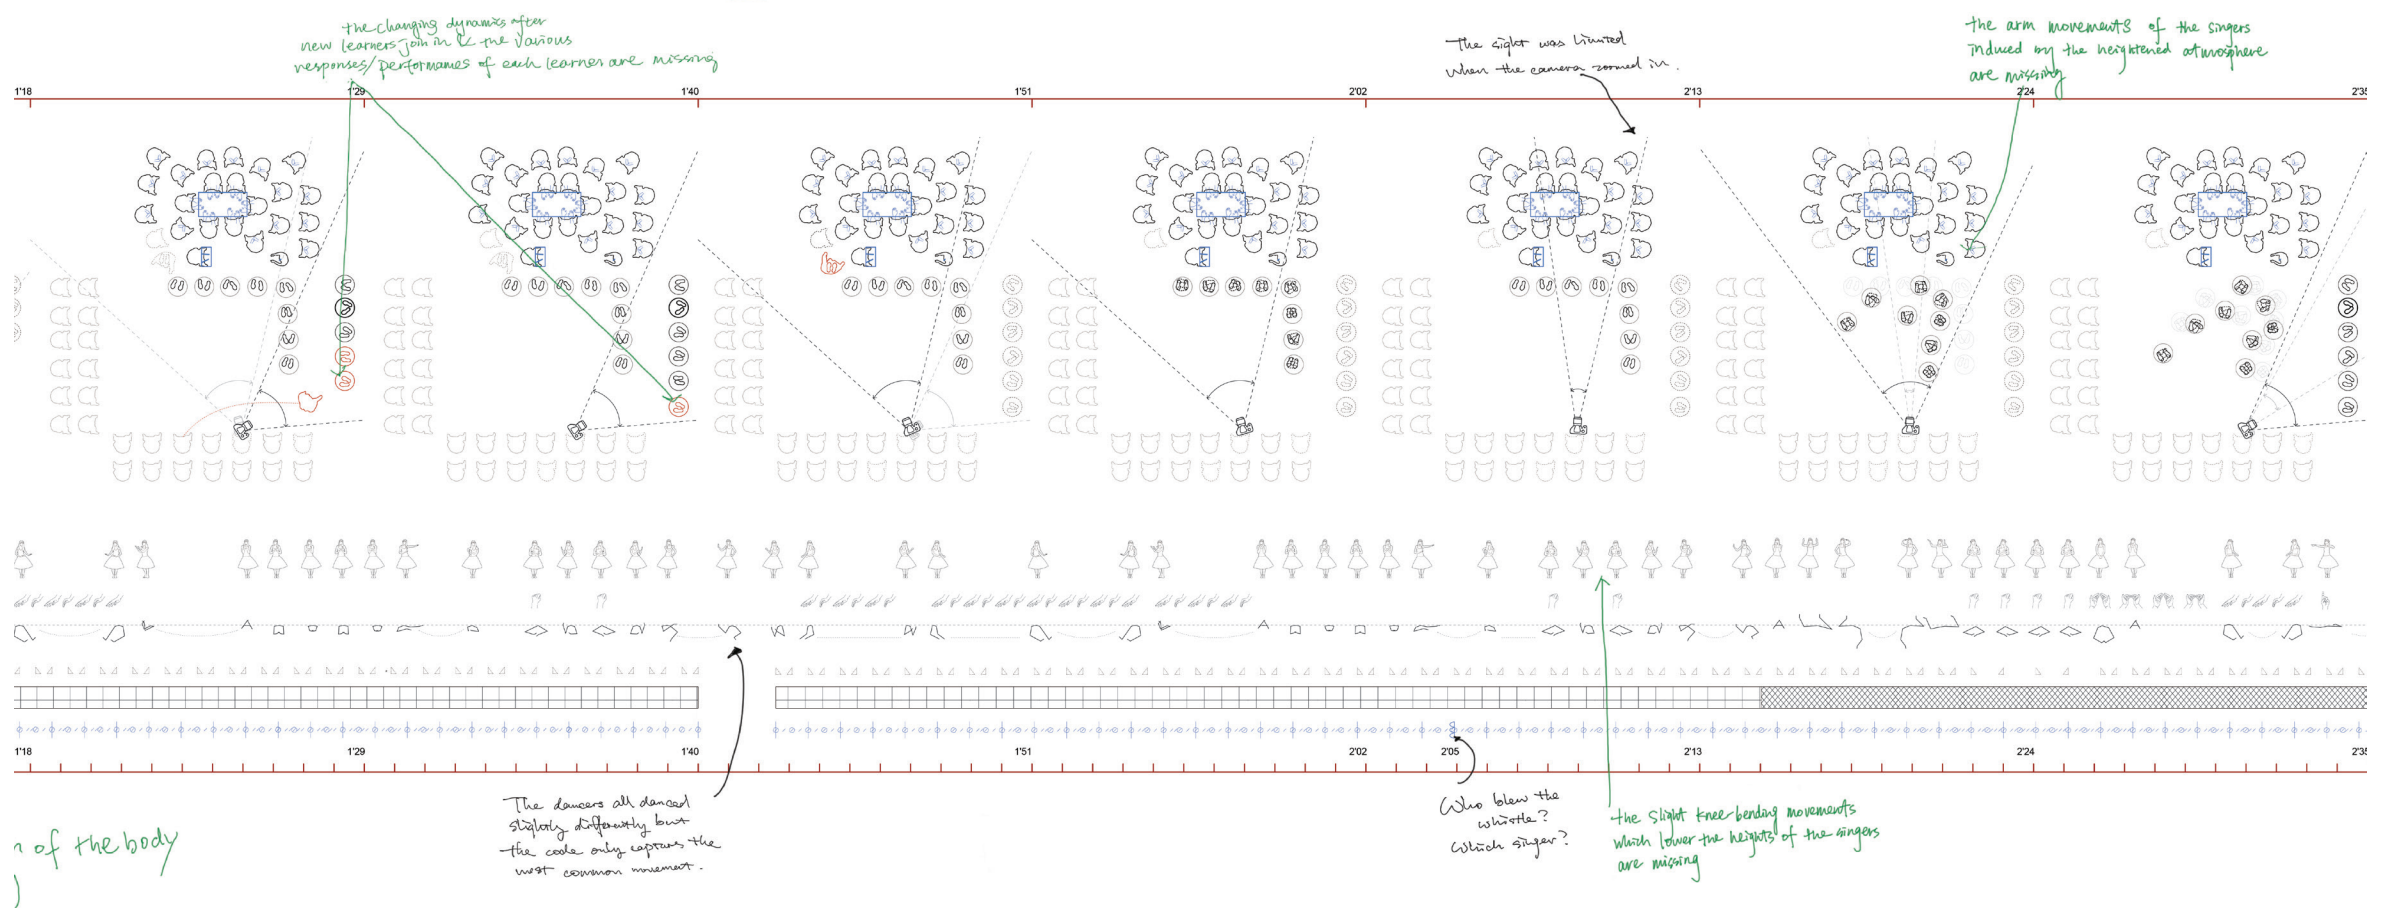 the changing dynamics after
new learners join in & the various
responses/performances of each learner are missing
The sight was limited
when the camera zoomed in.
the arm movements of the singers
induced by the heightened atmosphere
are missing
1'18
1'29
1'40
1'51
2'02
2'13
2'24
2'35
1'18
1'29
1'40
1'51
2'02
2'05
2'13
2'24
2'35
The dancers all danced
slightly differently but
the code only captures the
most common movement.
Who blew the
whistle?
Which singer?
the slight knee-bending movements
which lower the heights of the singers
are missing
of the body